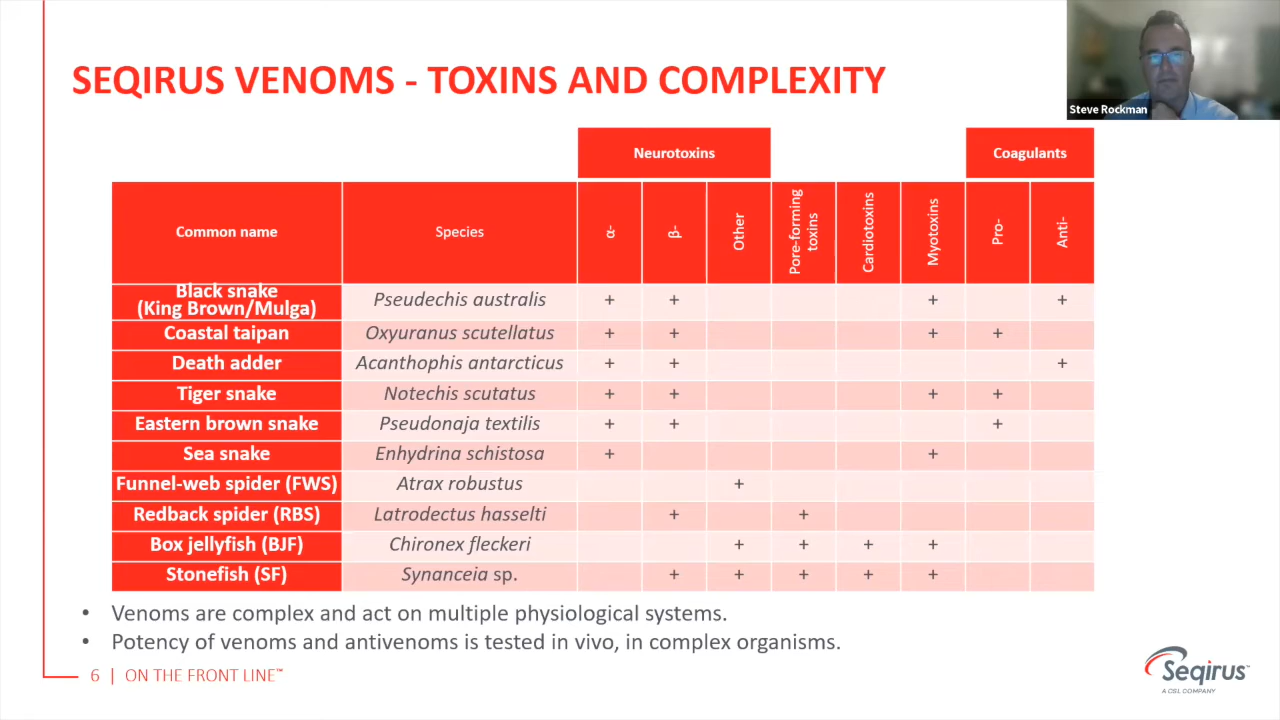 SEQIRUS VENOMS - TOXINS AND COMPLEXITY
Steve Rockman
Neurotoxins
Coagulants
Common name
Species
α-
β-
Other
Pore-forming
toxins
Cardiotoxins
Myotoxins
Pro-
Anti-
Black snake
(King Brown/Mulga)
Pseudechis australis + + + +
Coastal taipan Oxyuranus scutellatus + + + +
Death adder Acanthophis antarcticus + + +
Tiger snake Notechis scutatus + + + +
Eastern brown snake Pseudonaja textilis + + +
Sea snake Enhydrina schistosa + +
Funnel-web spider (FWS) Atrax robustus +
Redback spider (RBS) Latrodectus hasselti + +
Box jellyfish (BJF) Chironex fleckeri + + + +
Stonefish (SF) Synanceia sp. + + + + +
• Venoms are complex and act on multiple physiological systems.
• Potency of venoms and antivenoms is tested in vivo, in complex organisms.
6 | ON THE FRONT LINE™
Seqirus™
A CSL COMPANY